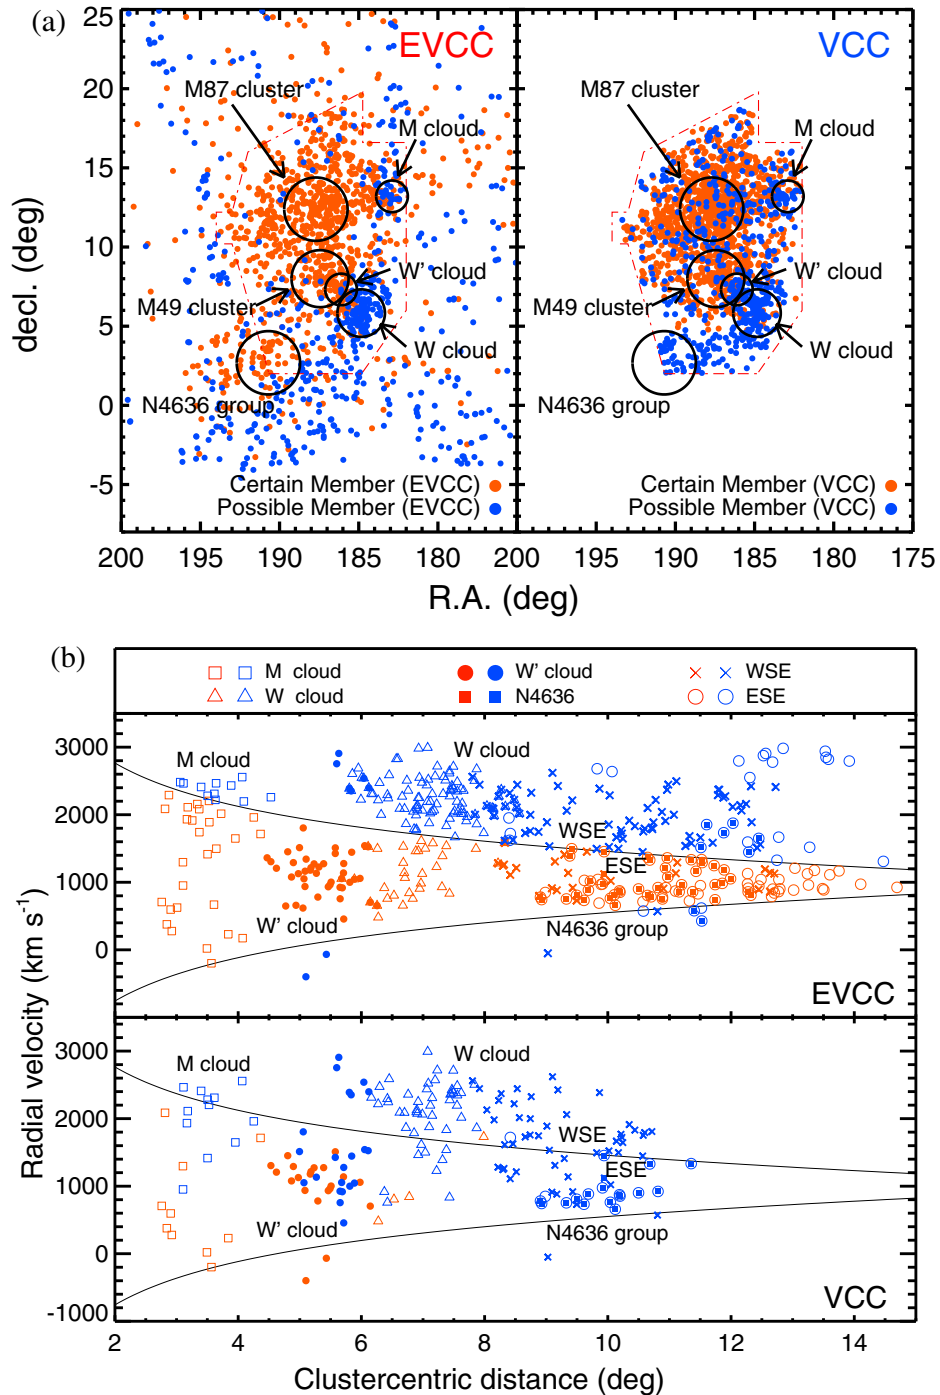 (a)
EVCC
VCC
M87 cluster
M cloud
W' cloud
M49 cluster
W cloud
N4636 group
Certain Member (EVCC)
Possible Member (EVCC)
M87 cluster
M cloud
W' cloud
M49 cluster
W cloud
N4636 group
Certain Member (VCC)
Possible Member (VCC)
25
20
15
10
5
0
-5
decl. (deg)
200 195 190 185 180 200 195 190 185 180 175
R.A. (deg)
(b)
M cloud W' cloud WSE
W cloud N4636 ESE
3000
2000
1000
0
M cloud
W cloud
WSE
ESE
W' cloud
N4636 group
EVCC
3000
2000
1000
0
-1000
M cloud
W cloud
WSE
ESE
W' cloud
N4636 group
VCC
Radial velocity (km s-1)
2 4 6 8 10 12 14
Clustercentric distance (deg)